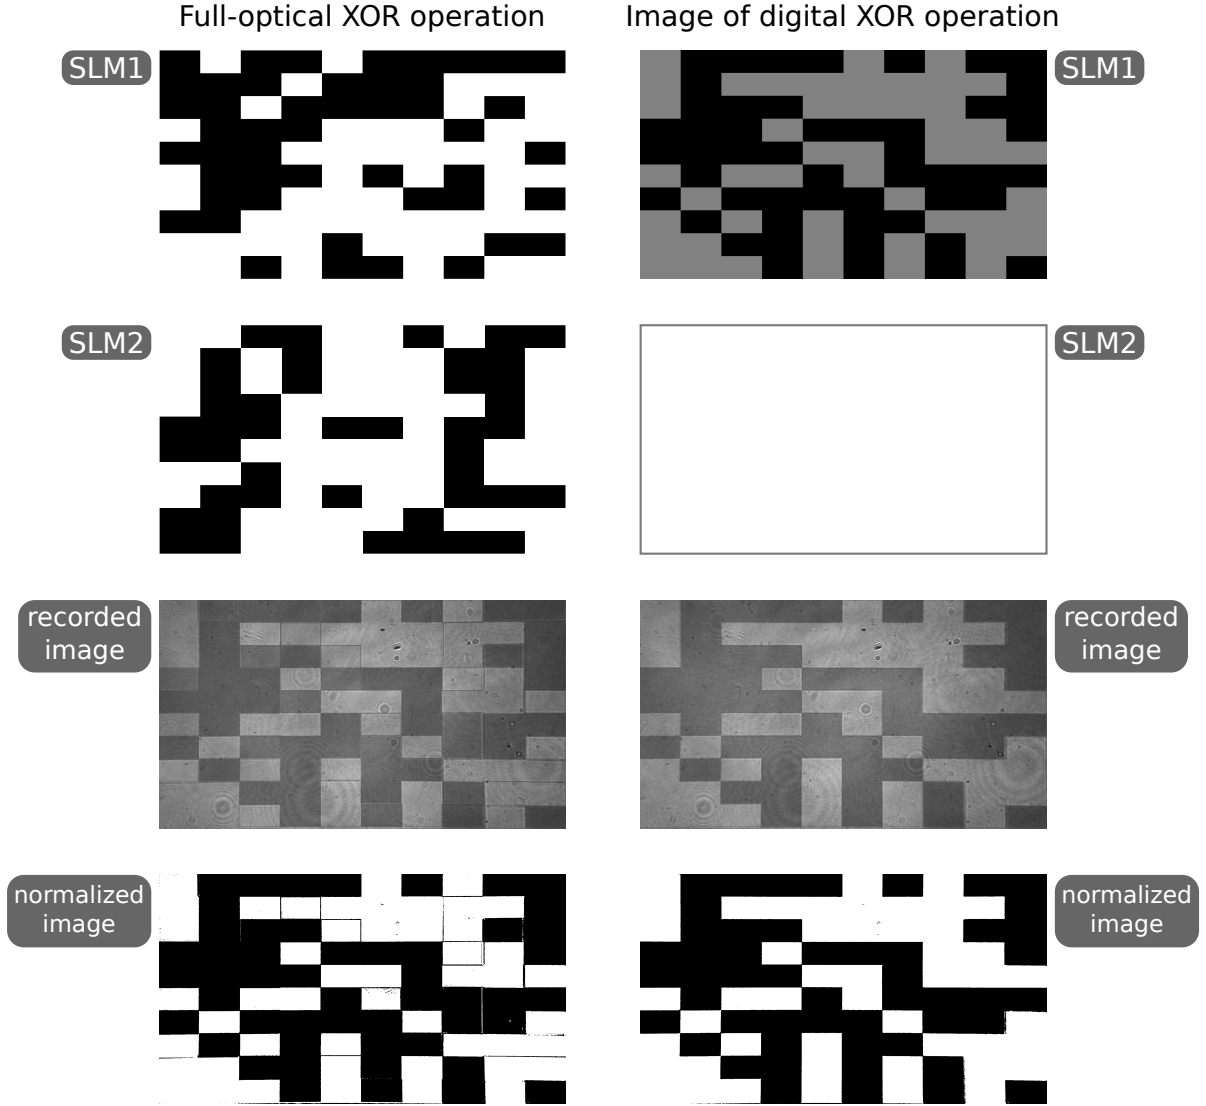 Full-optical XOR operation
Image of digital XOR operation
SLM1
SLM1
SLM2
SLM2
recorded
image
recorded
image
normalized
image
normalized
image